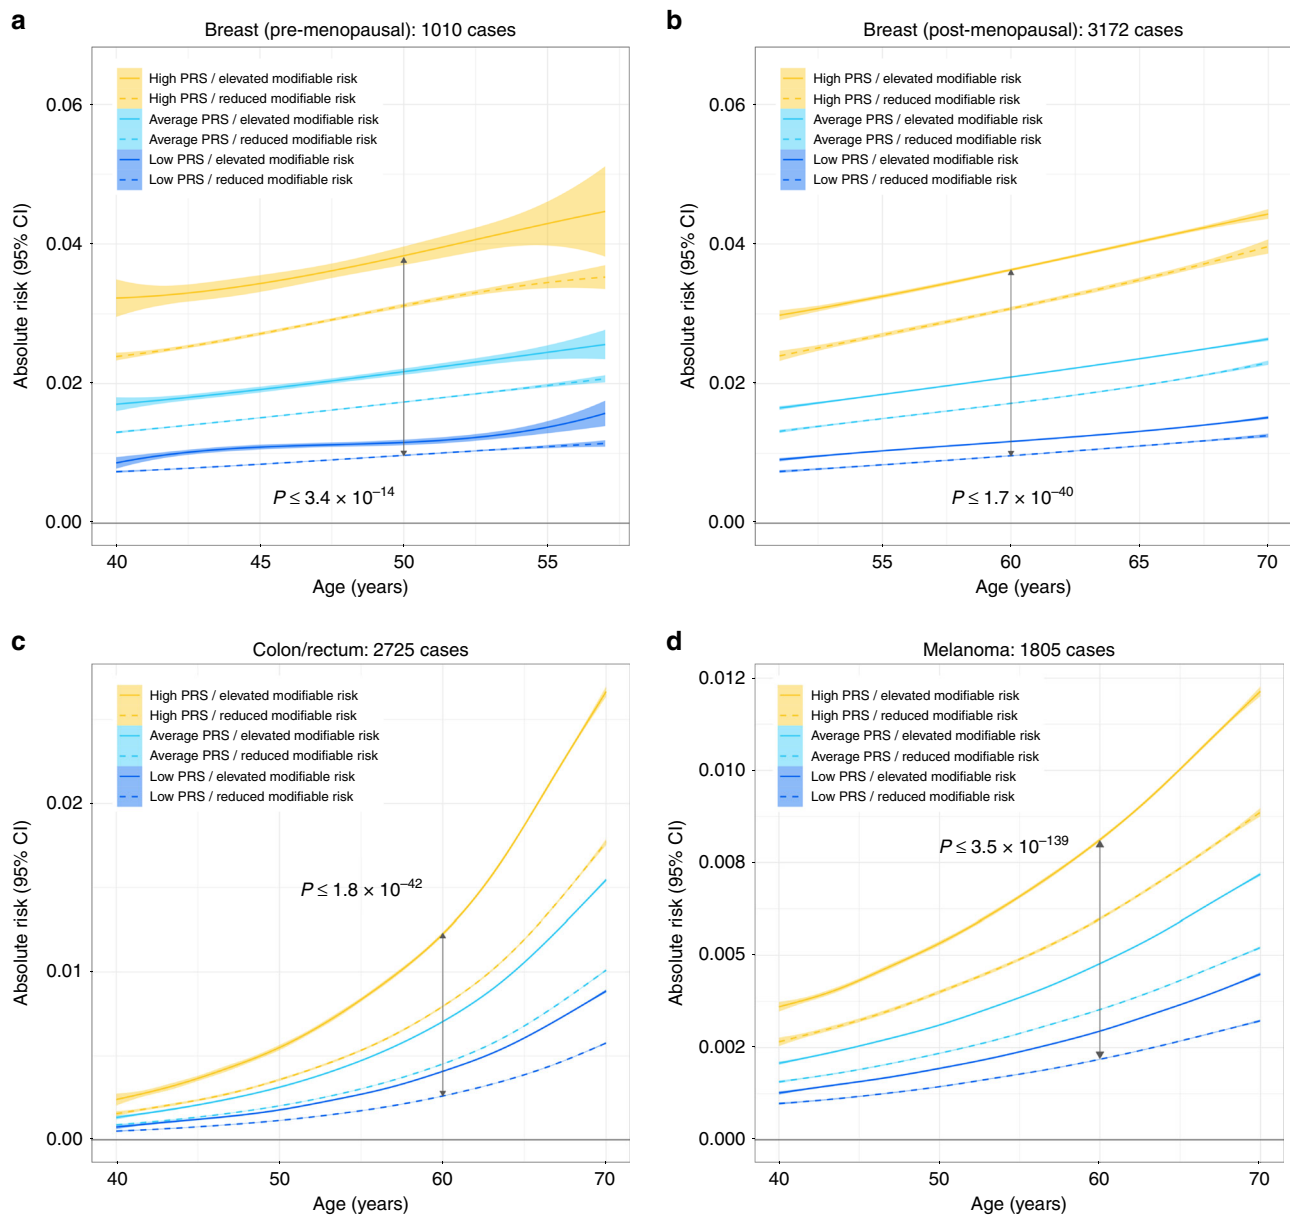 a
Breast (pre-menopausal): 1010 cases
High PRS / elevated modifiable risk
High PRS / reduced modifiable risk
Average PRS / elevated modifiable risk
Average PRS / reduced modifiable risk
Low PRS / elevated modifiable risk
Low PRS / reduced modifiable risk
0.06
0.04
0.02
0.00
Absolute risk (95% CI)
P ≤ 3.4 × 10⁻¹⁴
40 45 50 55
Age (years)
b
Breast (post-menopausal): 3172 cases
High PRS / elevated modifiable risk
High PRS / reduced modifiable risk
Average PRS / elevated modifiable risk
Average PRS / reduced modifiable risk
Low PRS / elevated modifiable risk
Low PRS / reduced modifiable risk
0.06
0.04
0.02
0.00
Absolute risk (95% CI)
P ≤ 1.7 × 10⁻⁴⁰
55 60 65 70
Age (years)
c
Colon/rectum: 2725 cases
High PRS / elevated modifiable risk
High PRS / reduced modifiable risk
Average PRS / elevated modifiable risk
Average PRS / reduced modifiable risk
Low PRS / elevated modifiable risk
Low PRS / reduced modifiable risk
0.02
0.01
0.00
Absolute risk (95% CI)
P ≤ 1.8 × 10⁻⁴²
40 50 60 70
Age (years)
d
Melanoma: 1805 cases
High PRS / elevated modifiable risk
High PRS / reduced modifiable risk
Average PRS / elevated modifiable risk
Average PRS / reduced modifiable risk
Low PRS / elevated modifiable risk
Low PRS / reduced modifiable risk
0.012
0.010
0.008
0.005
0.002
0.000
Absolute risk (95% CI)
P ≤ 3.5 × 10⁻¹³⁹
40 50 60 70
Age (years)